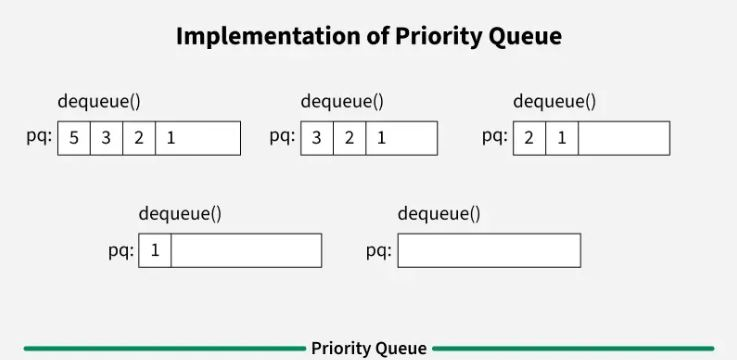 Implementation of Priority Queue
dequeue() dequeue() dequeue()
pq: 5 3 2 1 pq: 3 2 1 pq: 2 1
dequeue() dequeue()
pq: 1 pq:
Priority Queue